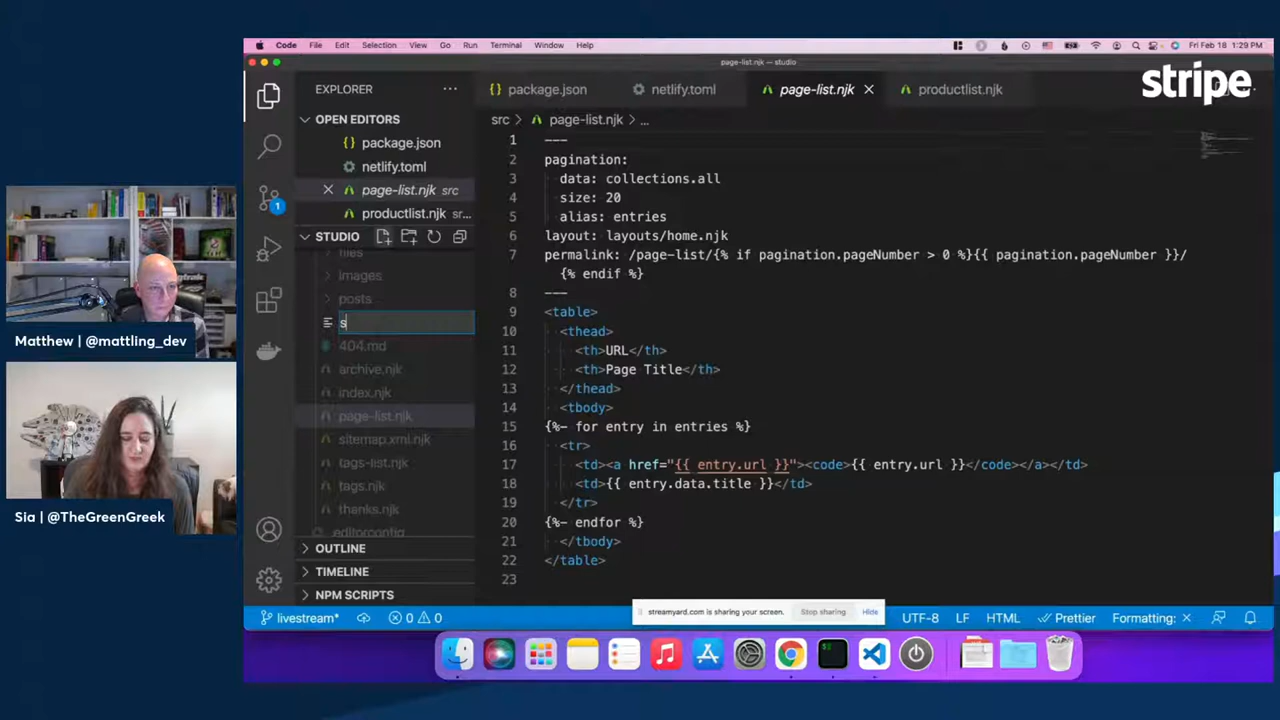 Code File Edit Selection View Go Run Terminal Window Help Fri Feb 18 1:29 PM
page-list.njk — studio
stripe
EXPLORER
package.json
netlify.toml
page-list.njk
productlist.njk
src > page-list.njk > ...
OPEN EDITORS
package.json
netlify.toml
page-list.njk src
productlist.njk sr...
STUDIO
files
images
posts
s
404.md
archive.njk
index.njk
page-list.njk
sitemap.xml.njk
tags-list.njk
tags.njk
thanks.njk
.editorconfig
OUTLINE
TIMELINE
NPM SCRIPTS
1 ---
2 pagination:
3 data: collections.all
4 size: 20
5 alias: entries
6 layout: layouts/home.njk
7 permalink: /page-list/{% if pagination.pageNumber > 0 %}{{ pagination.pageNumber }}/
{% endif %}
8 ---
9 <table>
10 <thead>
11 <th>URL</th>
12 <th>Page Title</th>
13 </thead>
14 <tbody>
15 {%- for entry in entries %}
16 <tr>
17 <td><a href="{{ entry.url }}"><code>{{ entry.url }}</code></a></td>
18 <td>{{ entry.data.title }}</td>
19 </tr>
20 {%- endfor %}
21 </tbody>
22 </table>
23
Matthew | @mattling_dev
Sia | @TheGreenGreek
1
streamyard.com is sharing your screen. Stop sharing Hide
livestream* 0 0 UTF-8 LF HTML Prettier Formatting: ×